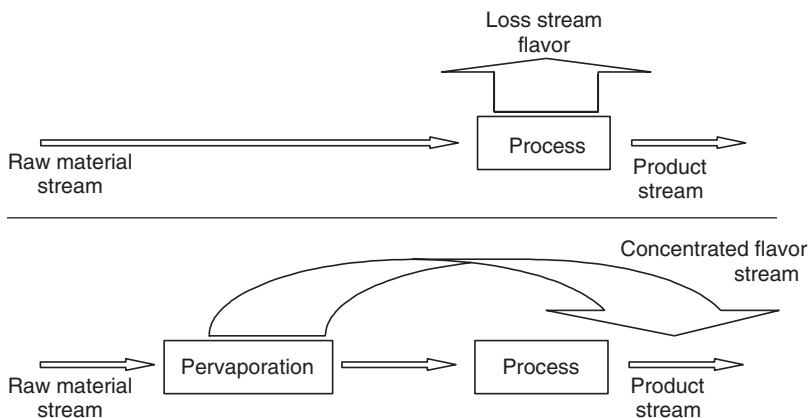 Loss stream
flavor
Process
Raw material
stream
Product
stream
Concentrated flavor
stream
Pervaporation
Process
Raw material
stream
Product
stream